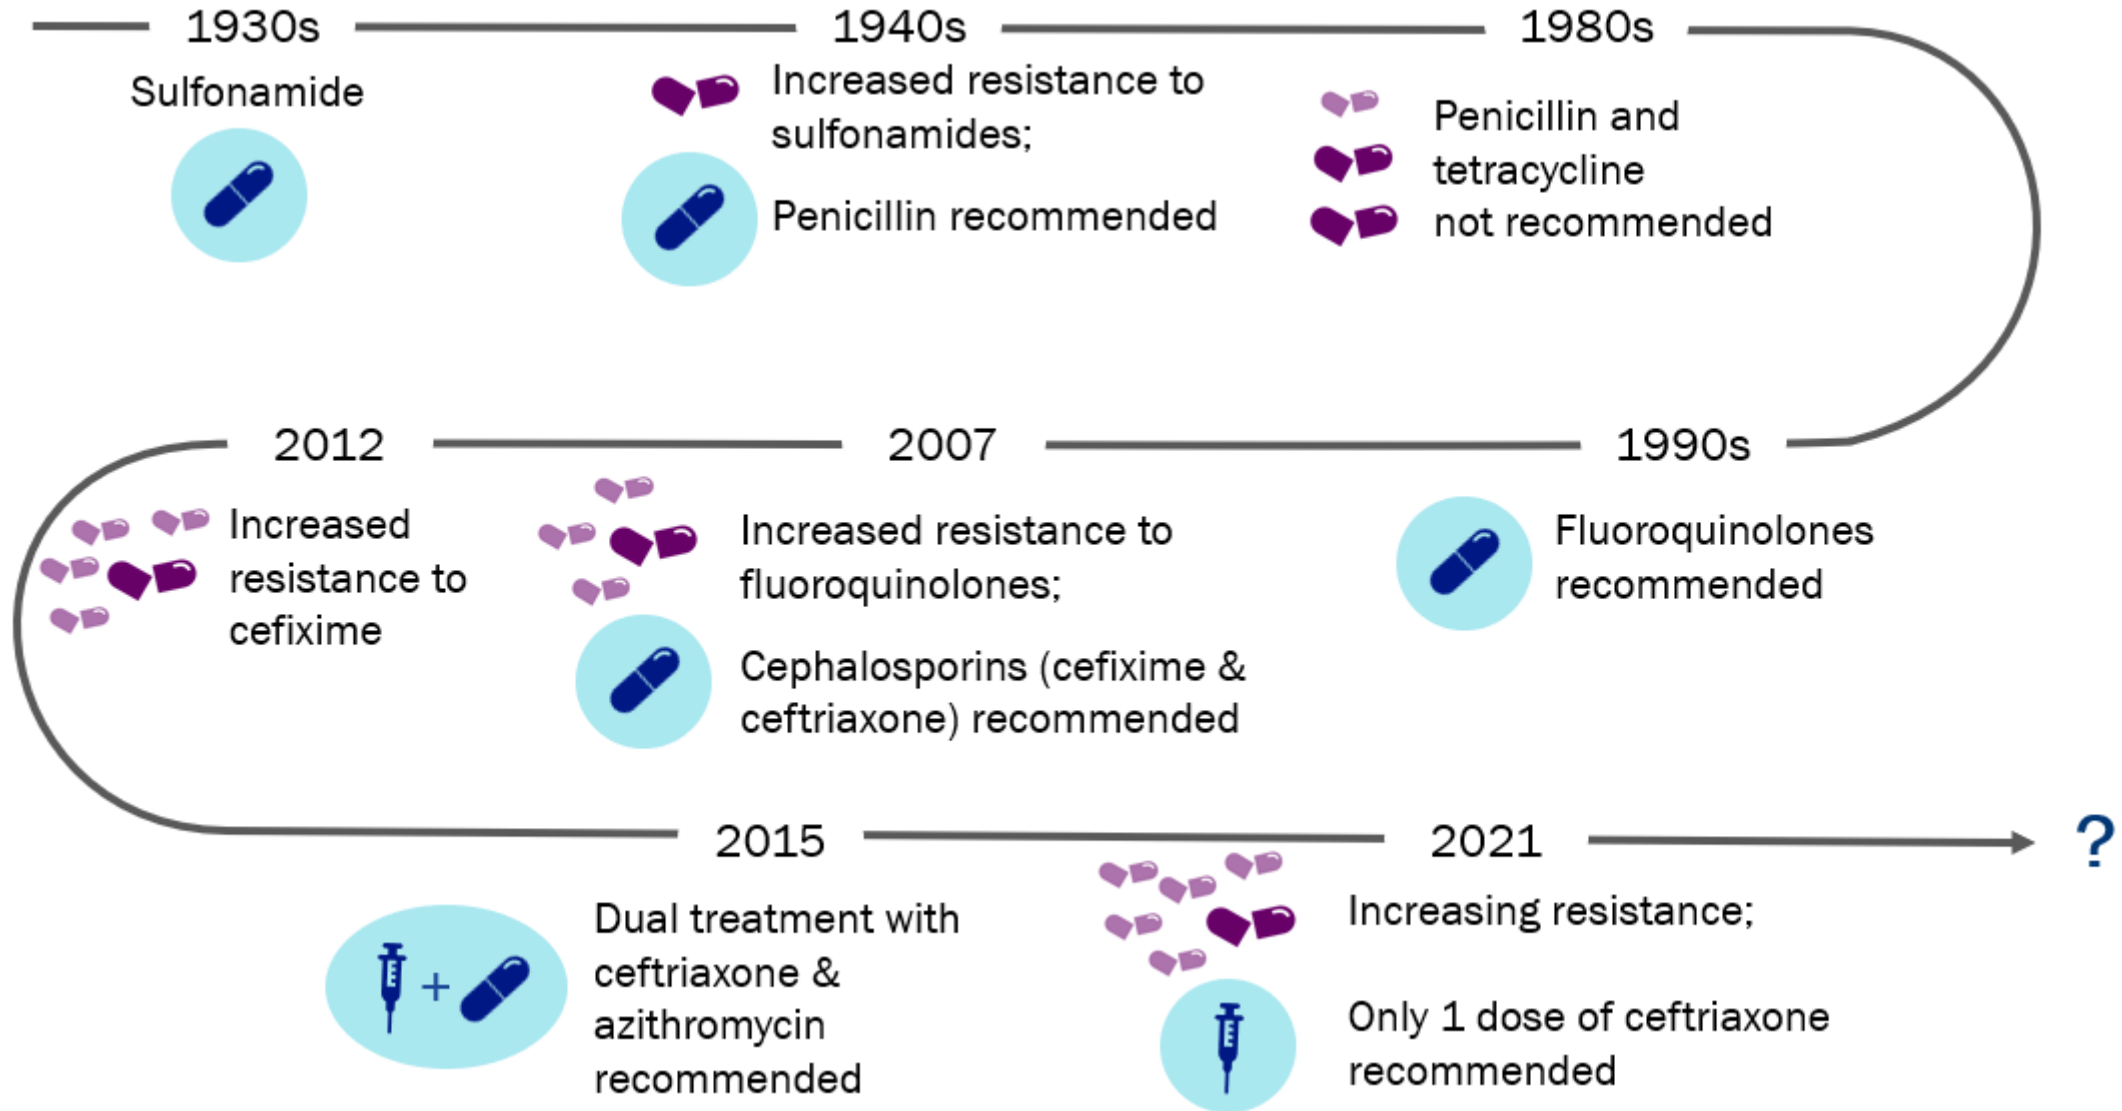 1930s
Sulfonamide
1940s
Increased resistance to
sulfonamides;
Penicillin recommended
1980s
Penicillin and
tetracycline
not recommended
1990s
Fluoroquinolones
recommended
2007
Increased resistance to
fluoroquinolones;
Cephalosporins (cefixime &
ceftriaxone) recommended
2012
Increased
resistance to
cefixime
2015
+
Dual treatment with
ceftriaxone &
azithromycin
recommended
2021
Increasing resistance;
Only 1 dose of ceftriaxone
recommended
?